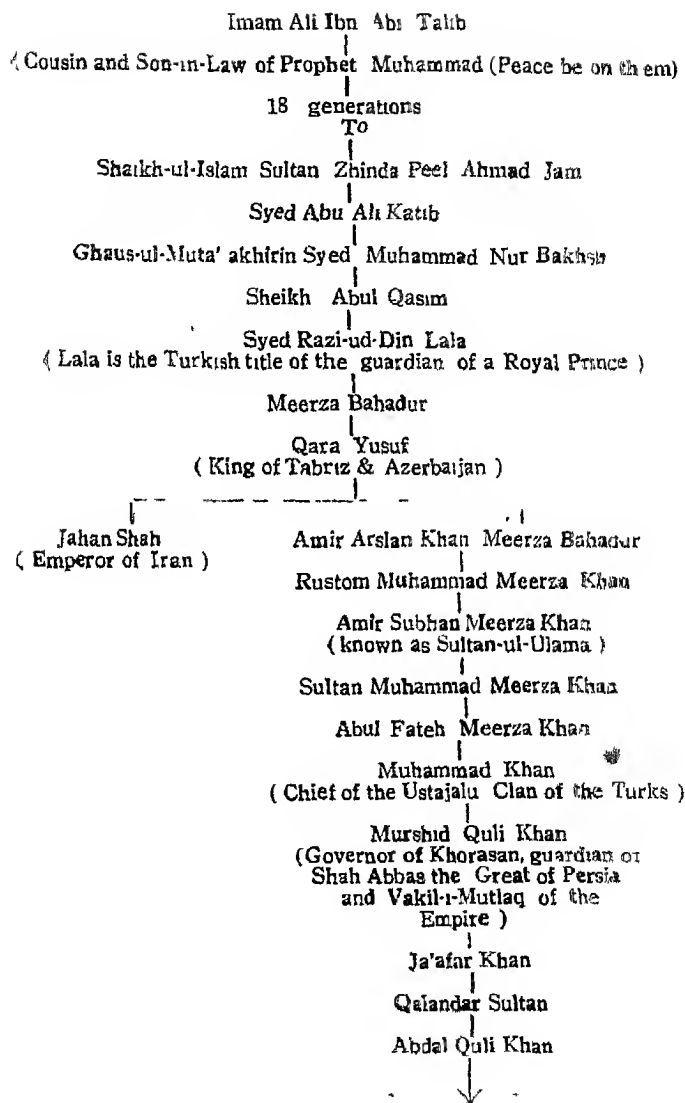 Imam Ali Ibn Abi Talib
(Cousin and Son-in-Law of Prophet Muhammad (Peace be on them)
18 generations
To
Shaikh-ul-Islam Sultan Zhinda Peel Ahmad Jam
Syed Abu Ali Katib
Ghaus-ul-Muta' akhirin Syed Muhammad Nur Bakhsh
Sheikh Abul Qasim
Syed Razi-ud-Din Lala
( Lala is the Turkish title of the guardian of a Royal Prince )
Meerza Bahadur
Qara Yusuf
( King of Tabriz & Azerbaijan )
Jahan Shah
( Emperor of Iran )
Amir Arslan Khan Meerza Bahadur
Rustom Muhammad Meerza Khan
Amir Subhan Meerza Khan
( known as Sultan-ul-Ulama )
Sultan Muhammad Meerza Khan
Abul Fateh Meerza Khan
Muhammad Khan
( Chief of the Ustajalu Clan of the Turks )
Murshid Quli Khan
(Governor of Khorasan, guardian of
Shah Abbas the Great of Persia
and Vakil-i-Mutlaq of the
Empire )
Ja'afar Khan
Qalandar Sultan
Abdal Quli Khan